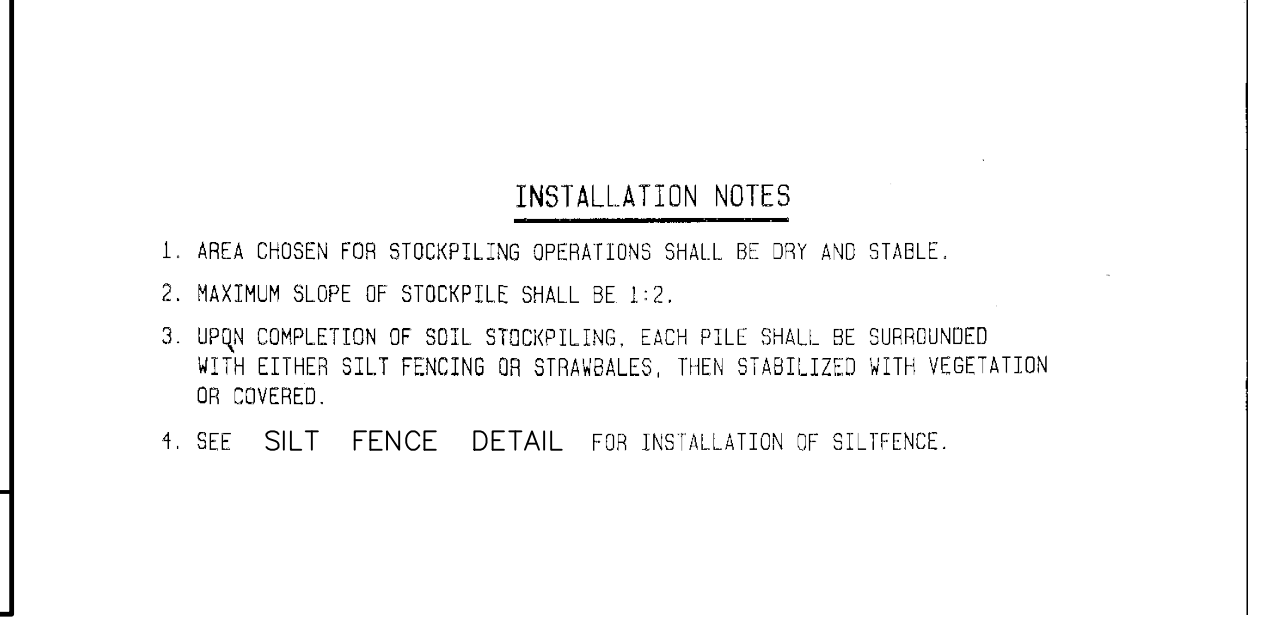 INSTALLATION NOTES
1. AREA CHOSEN FOR STOCKPILING OPERATIONS SHALL BE DRY AND STABLE.
2. MAXIMUM SLOPE OF STOCKPILE SHALL BE 1:2.
3. UPON COMPLETION OF SOIL STOCKPILING, EACH PILE SHALL BE SURROUNDED
WITH EITHER SILT FENCING OR STRAWBALES, THEN STABILIZED WITH VEGETATION
OR COVERED.
4. SEE SILT FENCE DETAIL FOR INSTALLATION OF SILTFENCE.